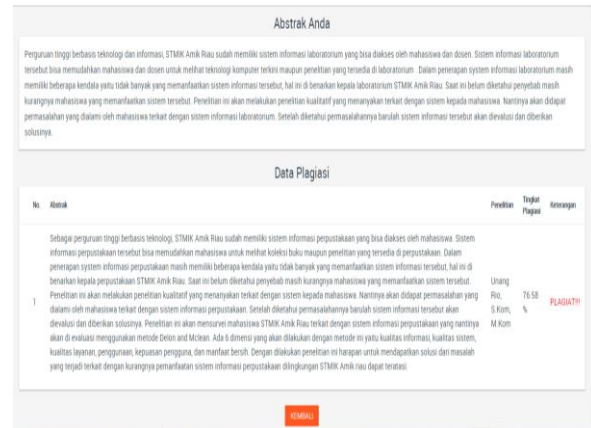 Abstrak Anda
Perguruan tinggi berbasis teknologi dan informasi, STMIK Amik Riau sudah memiliki sistem informasi laboratorium yang bisa diakses oleh mahasiswa dan dosen. Sistem informasi laboratorium
tersebut bisa memudahkan mahasiswa dan dosen untuk melihat teknologi komputer terkini maupun penelitian yang tersedia di laboratorium . Dalam penerapan system informasi laboratorium masih
memiliki beberapa kendala yaitu tidak banyak yang memanfaatkan sistem informasi tersebut, hal ini di benarkan kepala laboratorium STMIK Amik Riau. Saat ini belum diketahui penyebab masih
kurangnya mahasiswa yang memanfaatkan sistem tersebut. Penelitian ini akan melakukan penelitian kualitatif yang menanyakan terkait dengan sistem kepada mahasiswa. Nantinya akan didapat
permasalahan yang dialami oleh mahasiswa terkait dengan sistem informasi laboratorium. Setelah diketahui permasalahannya barulah sistem informasi tersebut akan dievalusi dan diberikan
solusinya.
Data Plagiasi
No. Abstrak Penelitian Tingkat Plagiasi Keterangan
Sebagai perguruan tinggi berbasis teknologi, STMIK Amik Riau sudah memiliki sistem informasi perpustakaan yang bisa diakses oleh mahasiswa. Sistem
informasi perpustakaan tersebut bisa memudahkan mahasiswa untuk melihat koleksi buku maupun penelitian yang tersedia di perpustakaan. Dalam
penerapan system informasi perpustakaan masih memiliki beberapa kendala yaitu tidak banyak yang memanfaatkan sistem informasi tersebut, hal ini di
benarkan kepala perpustakaan STMIK Amik Riau. Saat ini belum diketahui penyebab masih kurangnya mahasiswa yang memanfaatkan sistem tersebut.
Penelitian ini akan melakukan penelitian kualitatif yang menanyakan terkait dengan sistem kepada mahasiswa. Nantinya akan didapat permasalahan yang
dialami oleh mahasiswa terkait dengan sistem informasi perpustakaan. Setelah diketahui permasalahannya barulah sistem informasi tersebut akan
dievalusi dan diberikan solusinya. Penelitian ini akan mensurvei mahasiswa STMIK Amik Riau terkait dengan sistem informasi perpustakaan yang nantinya
akan di evaluasi menggunakan metode Delon and Mclean. Ada 6 dimensi yang akan dilakukan dengan metode ini yaitu kualitas informasi, kualitas sistem,
kualitas layanan, penggunaan, kepuasan pengguna, dan manfaat bersih. Dengan dilakukan penelitian ini harapan untuk mendapatkan solusi dari masalah
yang terjadi terkait dengan kurangnya pemanfaatan sistem informasi perpustakaan dilingkungan STMIK Amik riau dapat teratasi.
1
Unang
Rio,
S.Kom,
M.Kom
76.58
%
PLAGIAT!!!
KEMBALI